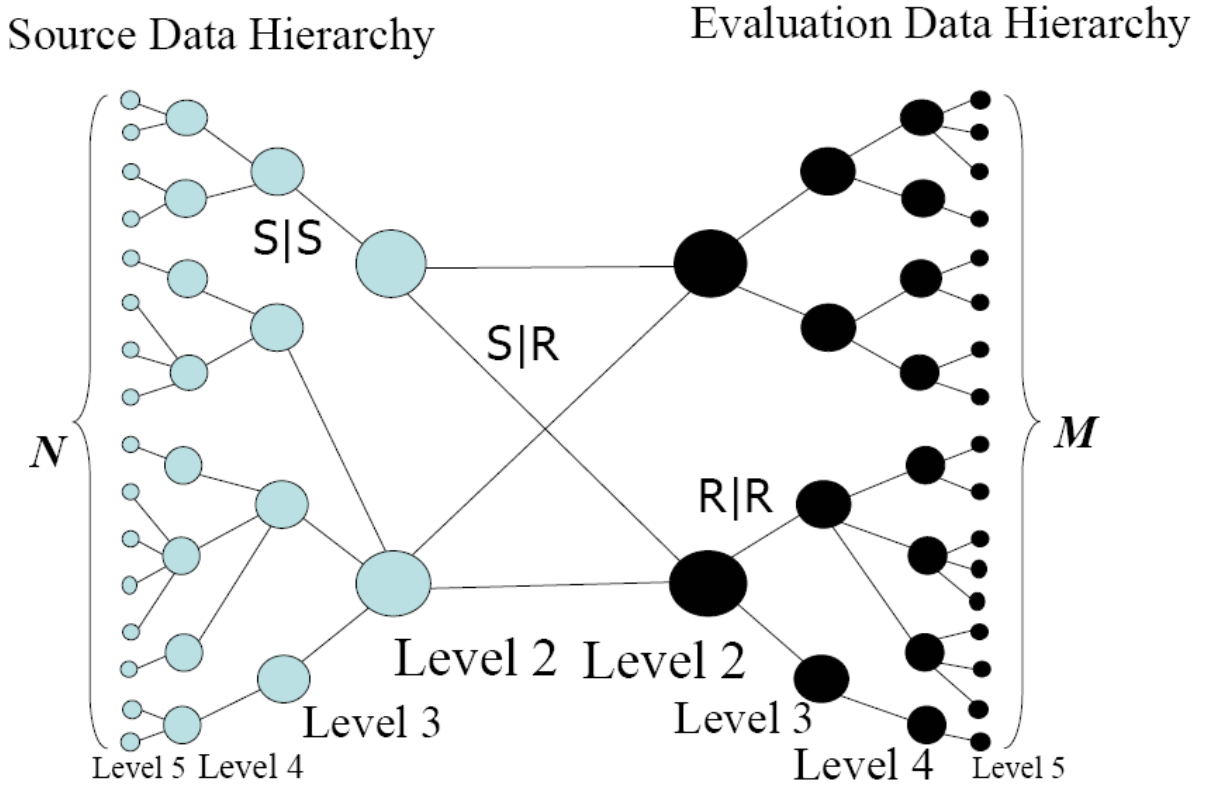 Source Data Hierarchy
Evaluation Data Hierarchy
S|S
S|R
N
M
R|R
Level 2
Level 2
Level 3
Level 3
Level 5
Level 4
Level 4
Level 5